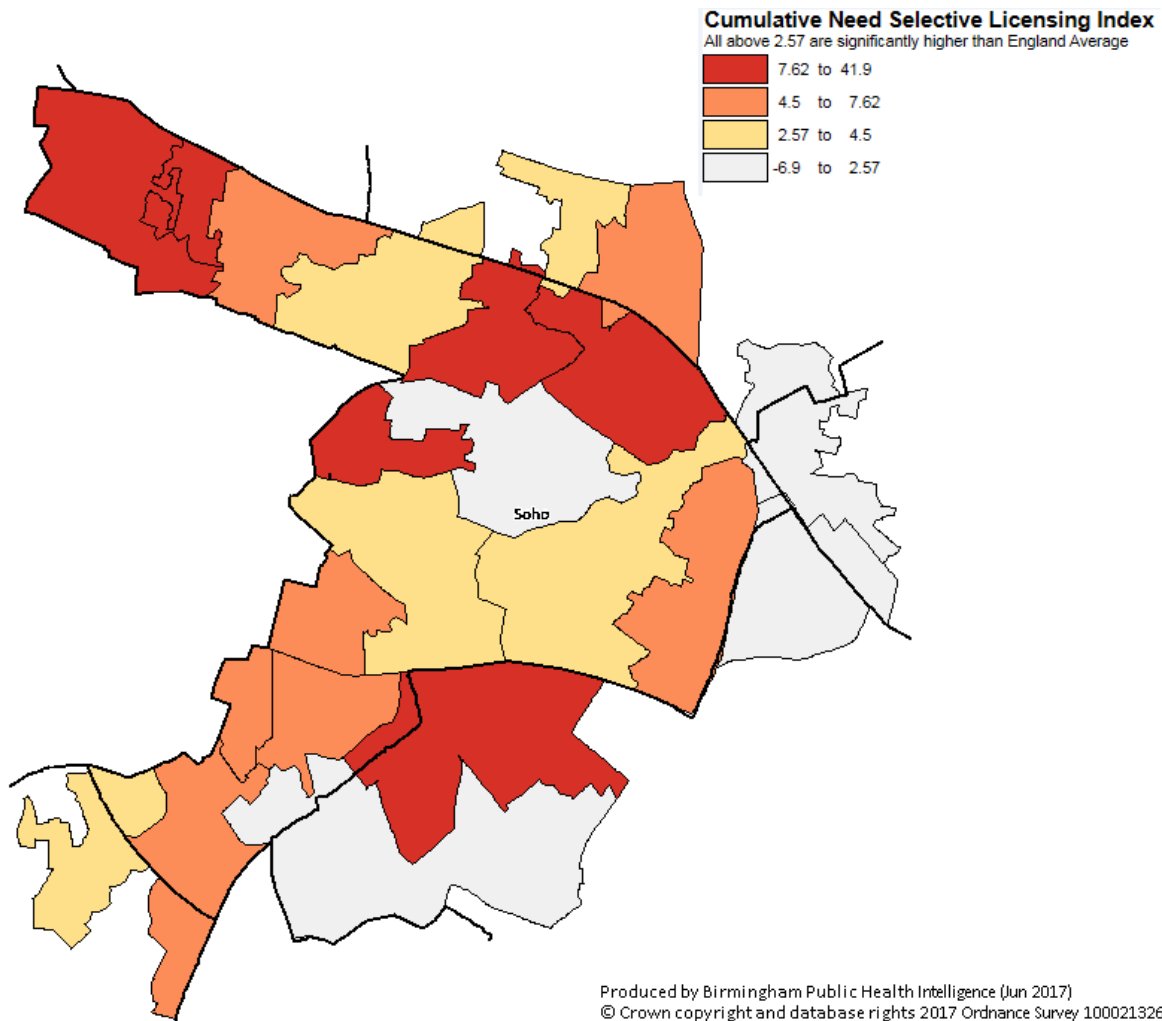 Cumulative Need Selective Licensing Index
All above 2.57 are significantly higher than England Average
7.62 to 41.9
4.5 to 7.62
2.57 to 4.5
-6.9 to 2.57
Soho
Produced by Birmingham Public Health Intelligence (Jun 2017)
© Crown copyright and database rights 2017 Ordnance Survey 100021326